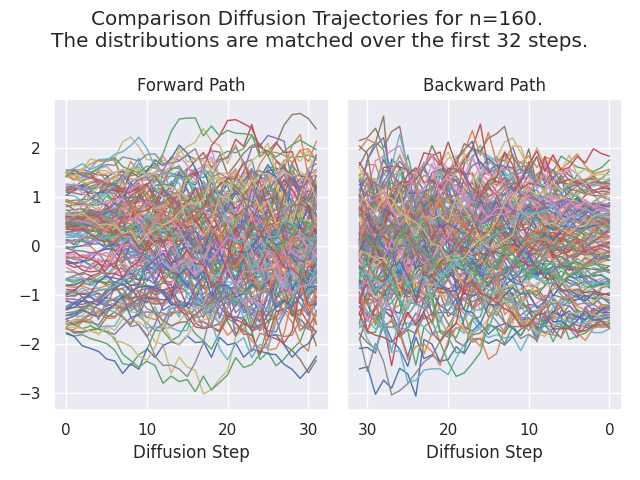 Comparison Diffusion Trajectories for n=160.
The distributions are matched over the first 32 steps.
Forward Path
Backward Path
2
1
0
−1
−2
−3
0 10 20 30
30 20 10 0
Diffusion Step
Diffusion Step